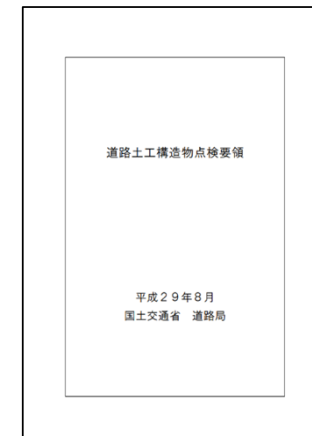 道路土工構造物点検要領
平成２９年８月
国土交通省　道路局